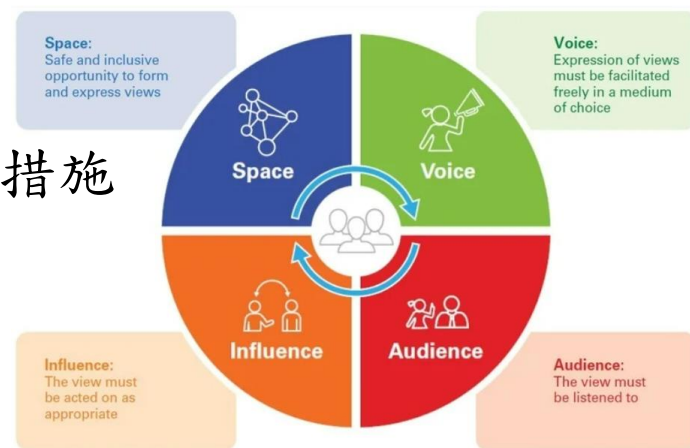 Space:
Safe and inclusive
opportunity to form
and express views
Voice:
Expression of views
must be facilitated
freely in a medium
of choice
措施
Space
Voice
Influence
Audience
Influence:
The view must
be acted on as
appropriate
Audience:
The view must
be listened to